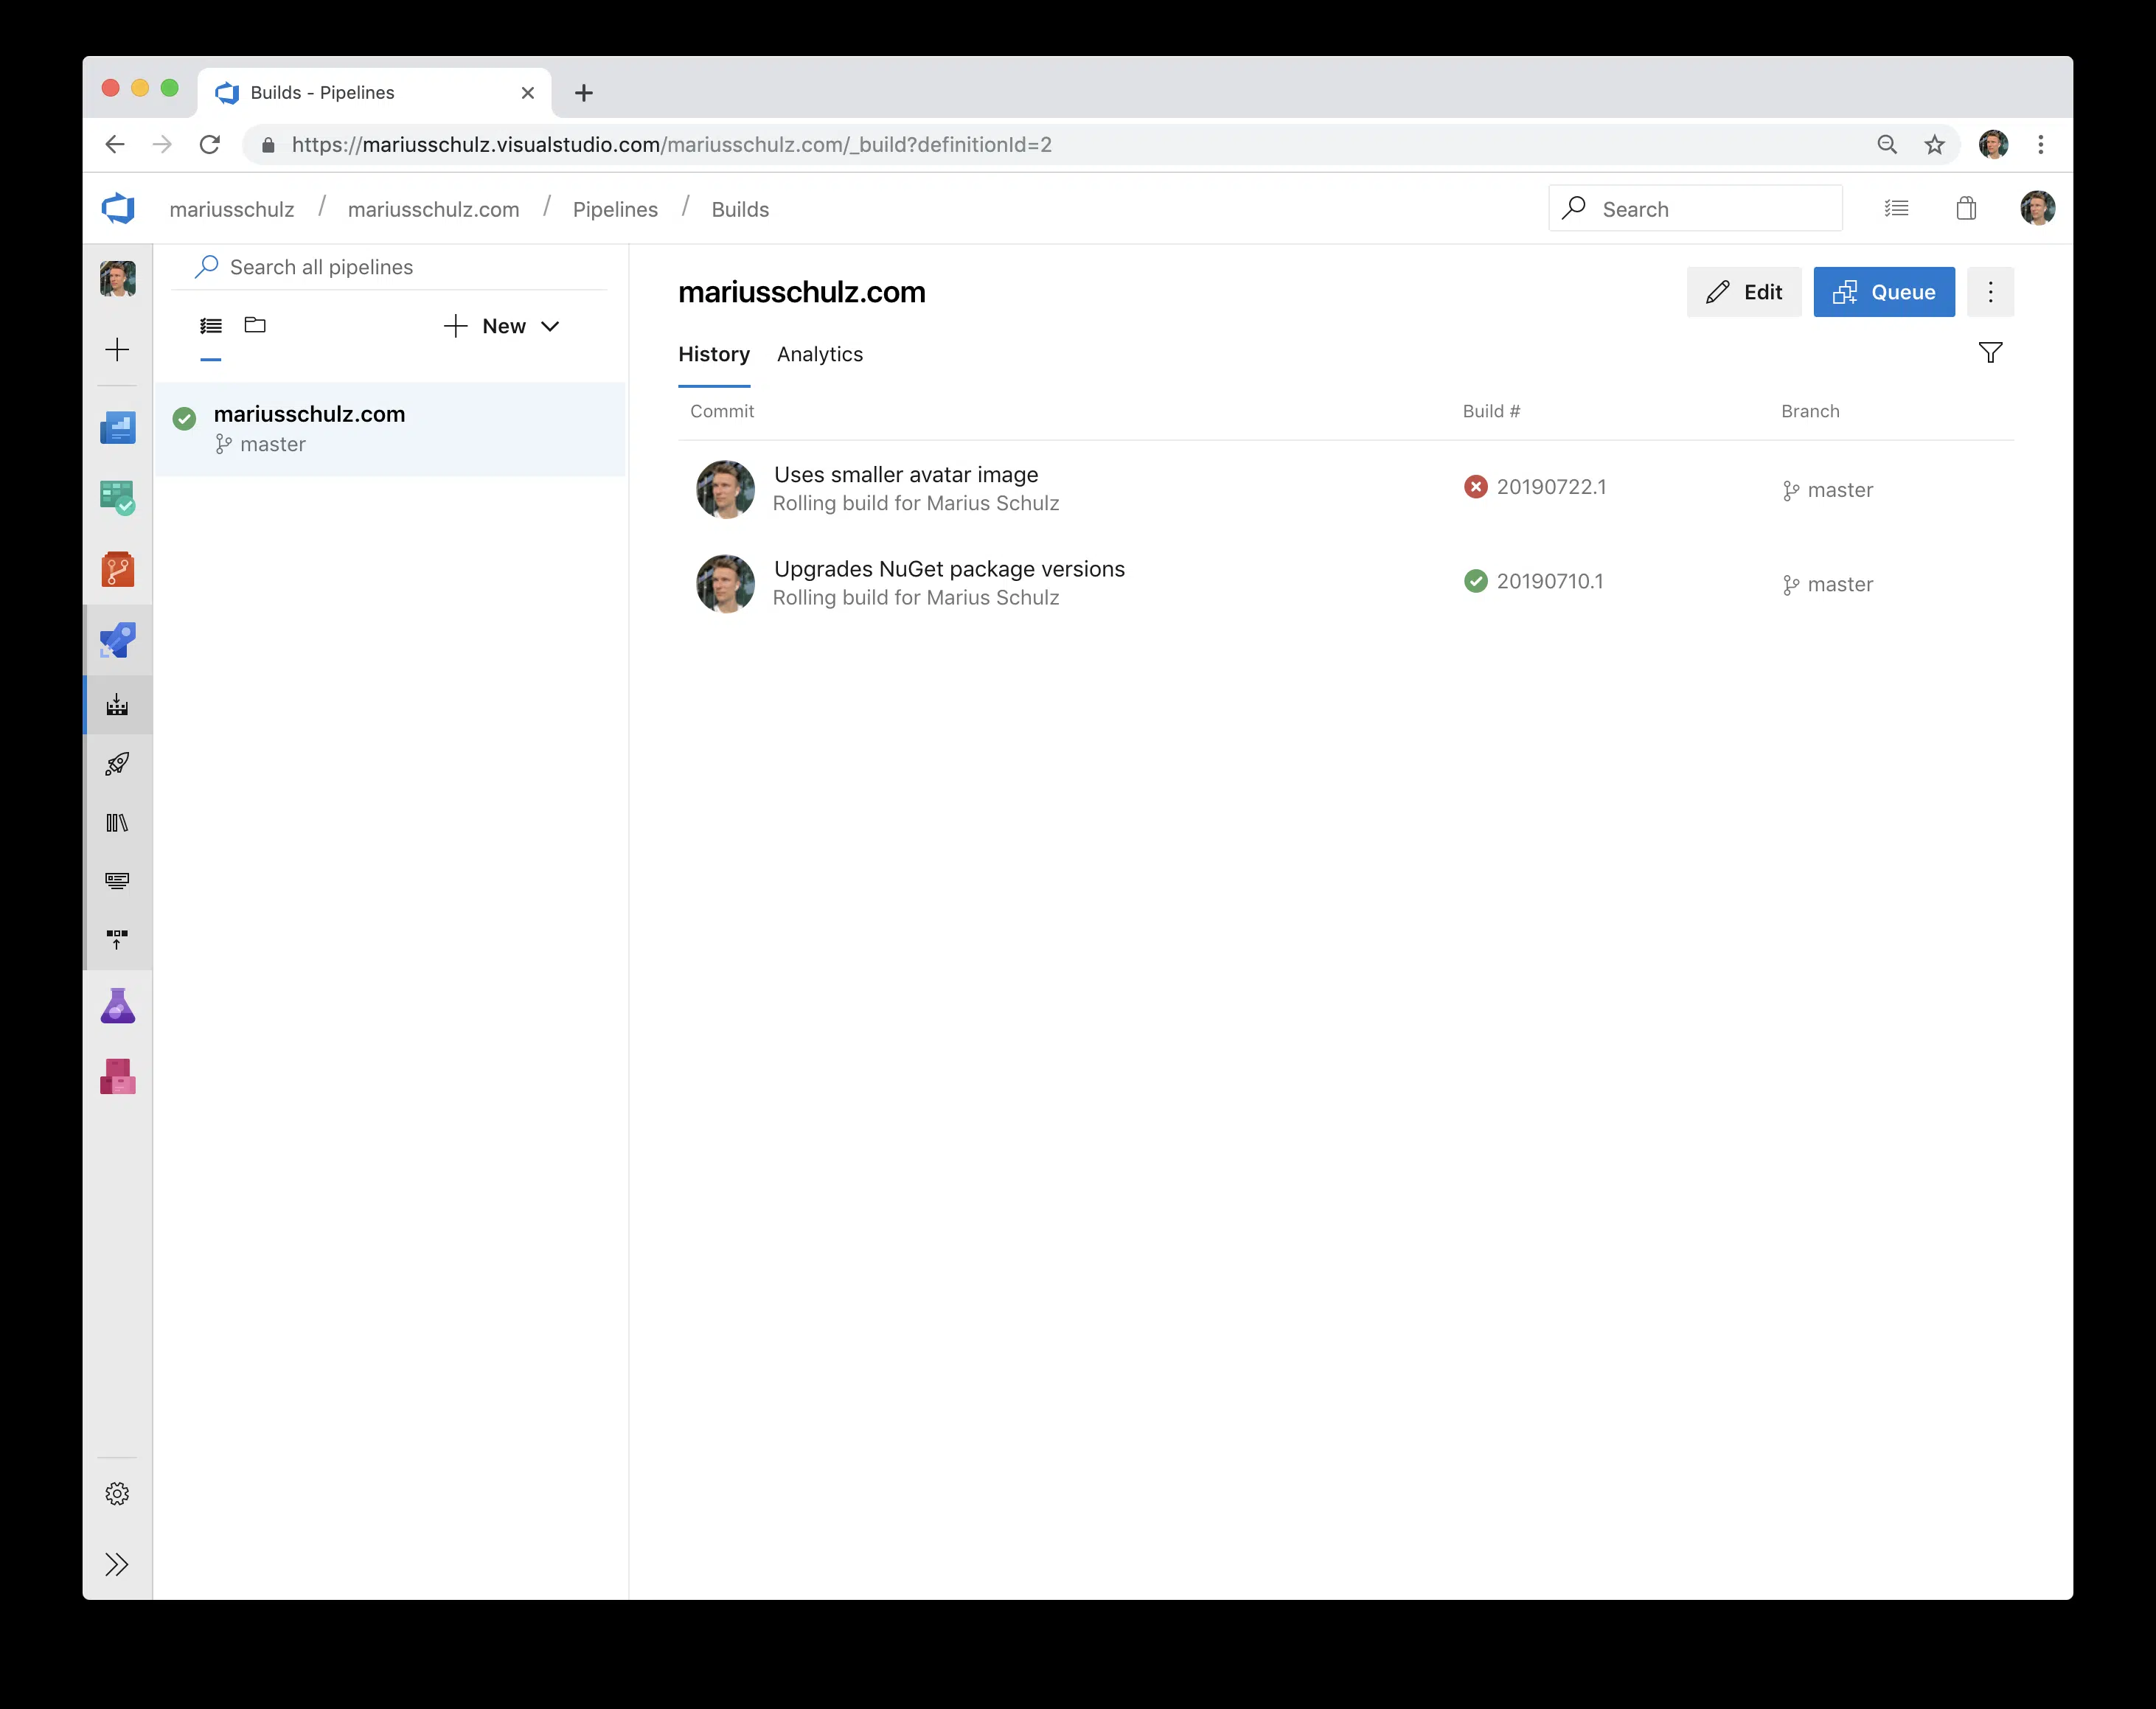 Builds - Pipelines
https://mariusschulz.visualstudio.com/mariusschulz.com/_build?definitionId=2
mariusschulz / mariusschulz.com / Pipelines / Builds
Search
Search all pipelines
New
mariusschulz.com
master
mariusschulz.com
Edit
Queue
History
Analytics
Commit
Build #
Branch
Uses smaller avatar image
Rolling build for Marius Schulz
20190722.1
master
Upgrades NuGet package versions
Rolling build for Marius Schulz
20190710.1
master